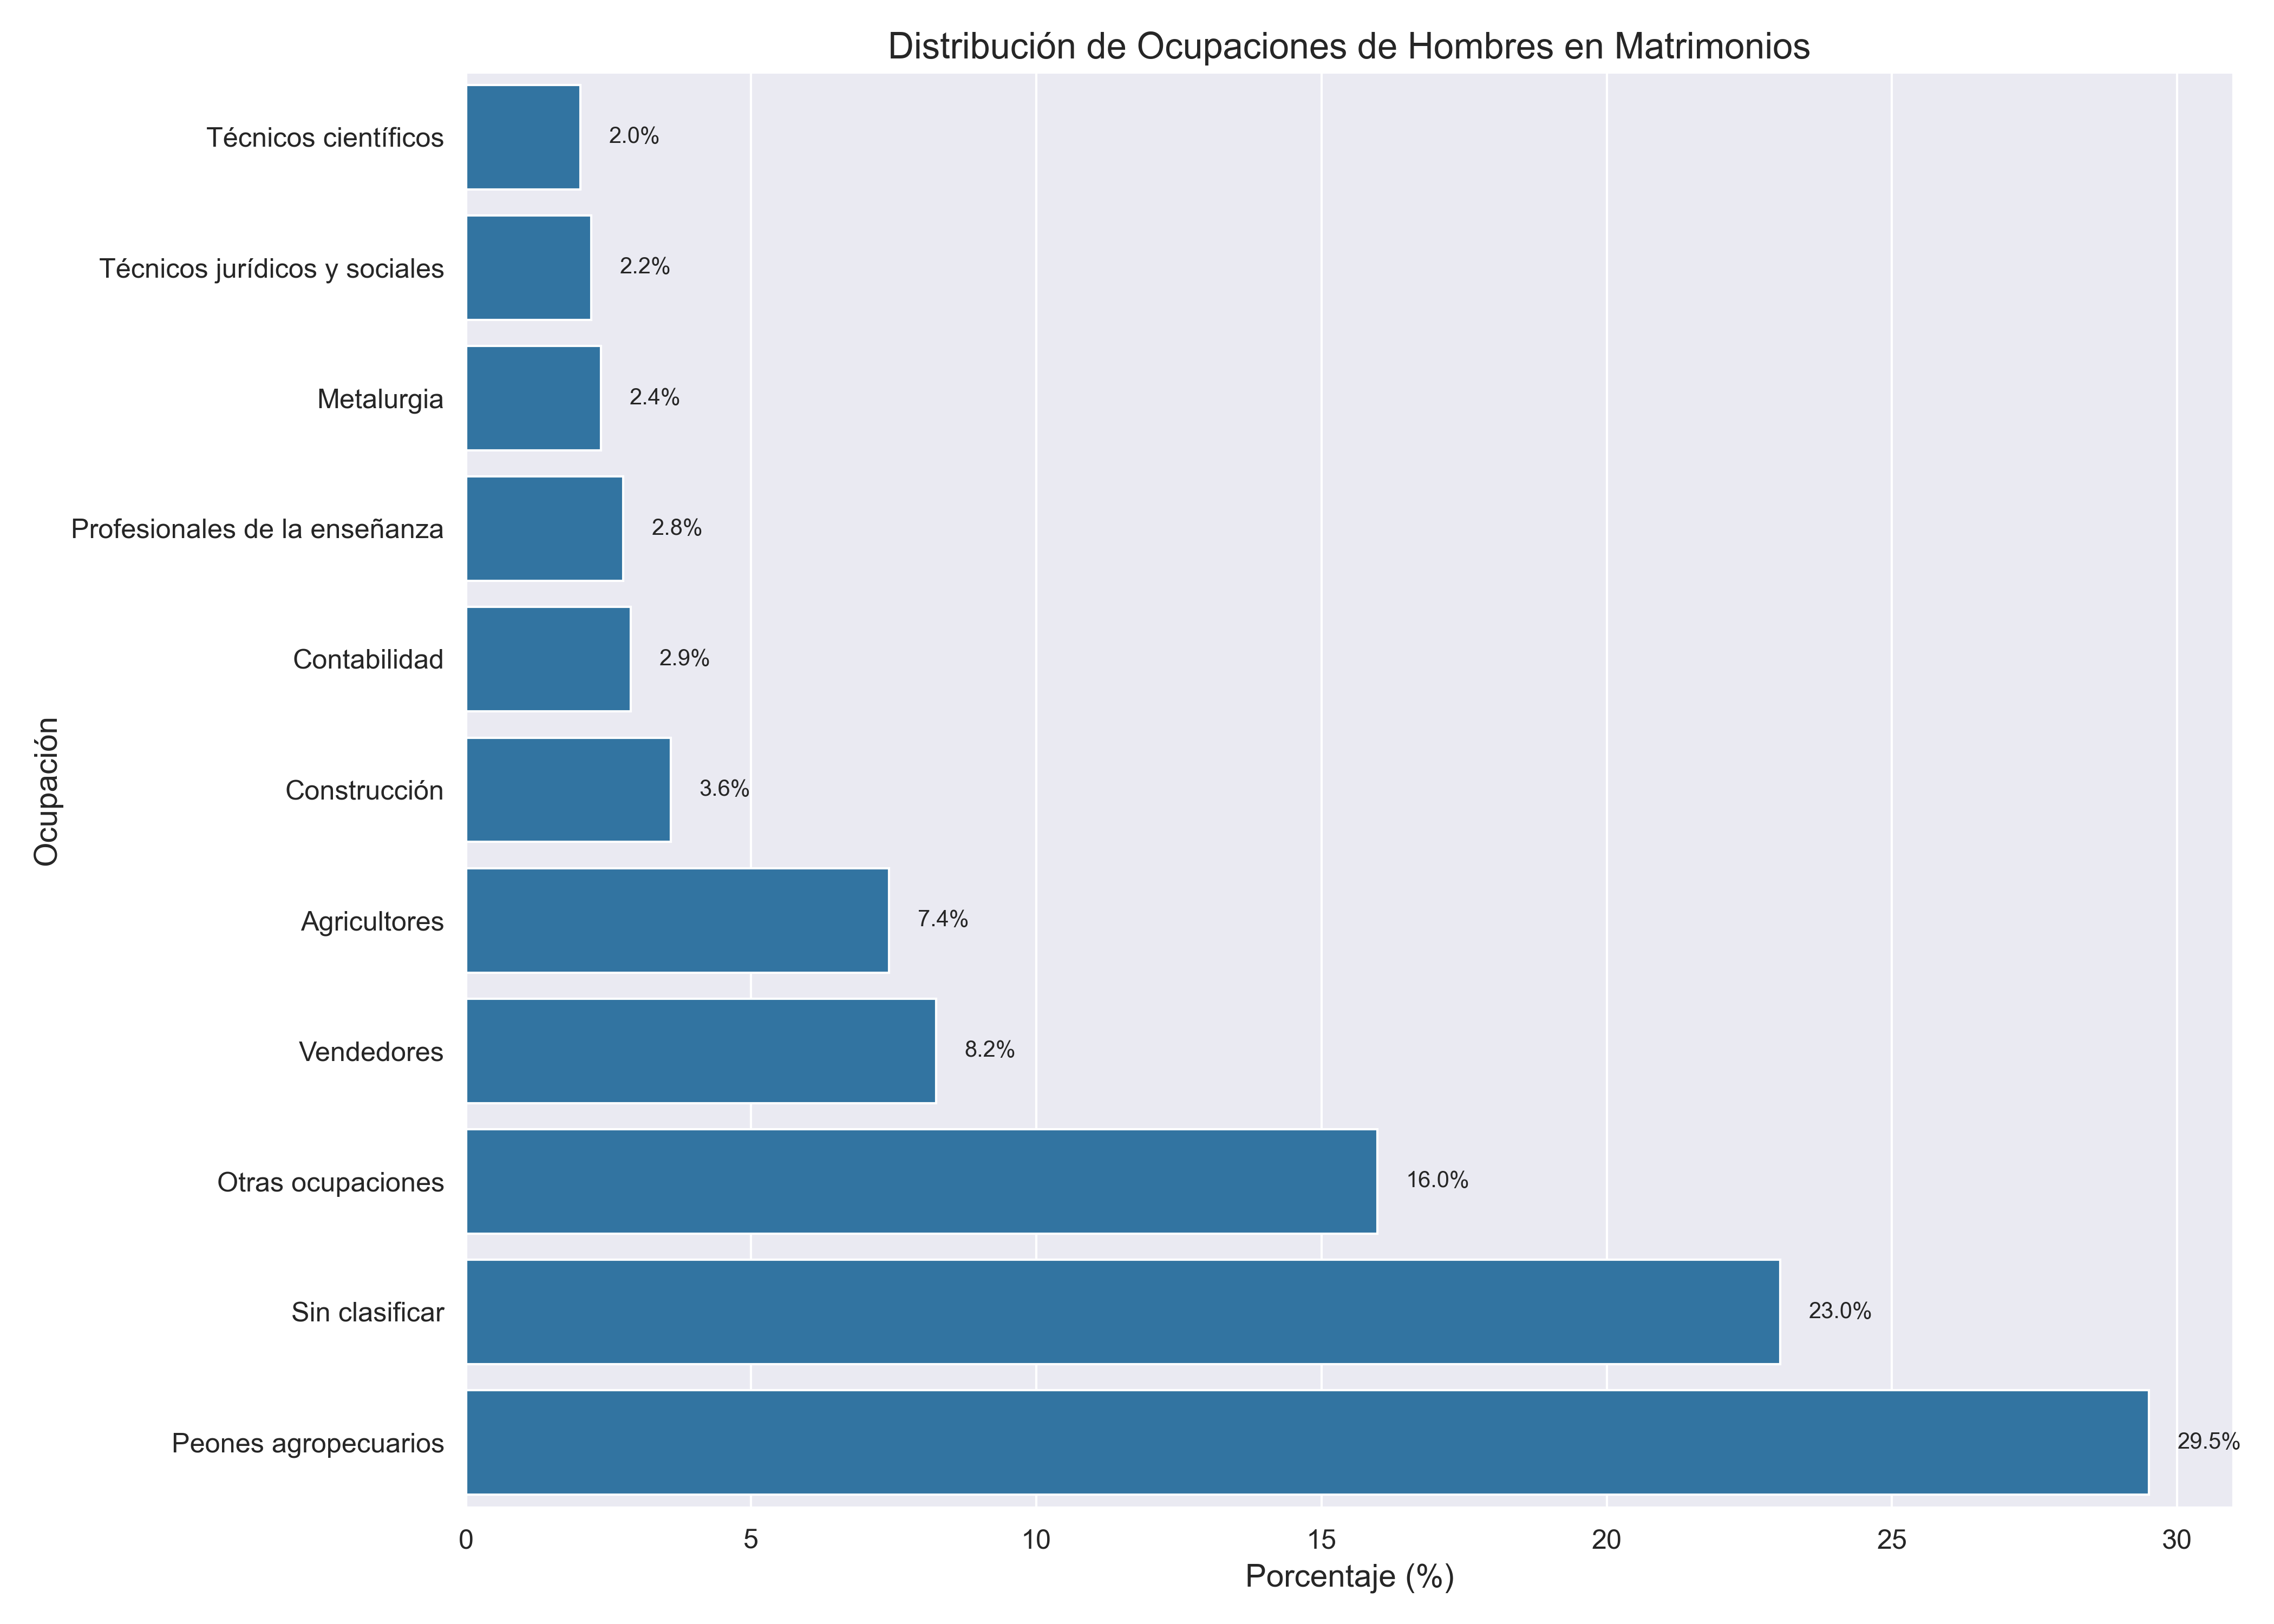 Distribución de Ocupaciones de Hombres en Matrimonios
Técnicos científicos 2.0%
Técnicos jurídicos y sociales 2.2%
Metalurgia 2.4%
Profesionales de la enseñanza 2.8%
Contabilidad 2.9%
Construcción 3.6%
Agricultores 7.4%
Vendedores 8.2%
Otras ocupaciones 16.0%
Sin clasificar 23.0%
Peones agropecuarios 29.5%
Ocupación
0 5 10 15 20 25 30
Porcentaje (%)